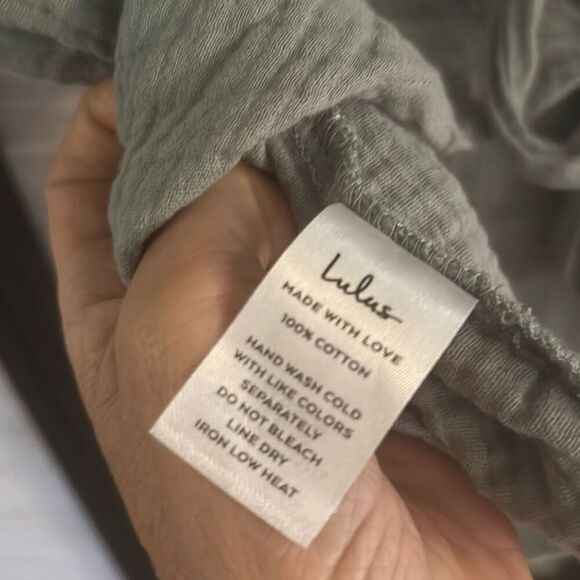 Lulus
MADE WITH LOVE
100% COTTON
HAND WASH COLD
WITH LIKE COLORS
SEPARATELY
DO NOT BLEACH
LINE DRY
IRON LOW HEAT